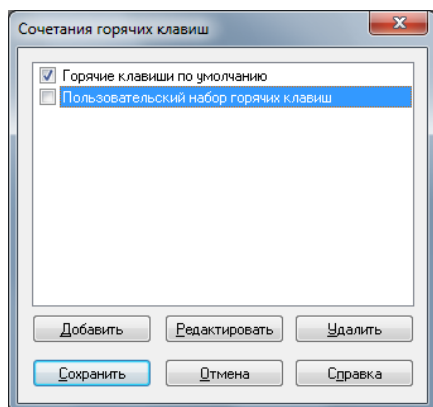 Сочетания горячих клавиш
Горячие клавиши по умолчанию
Пользовательский набор горячих клавиш
Добавить Редактировать Удалить
Сохранить Отмена Справка